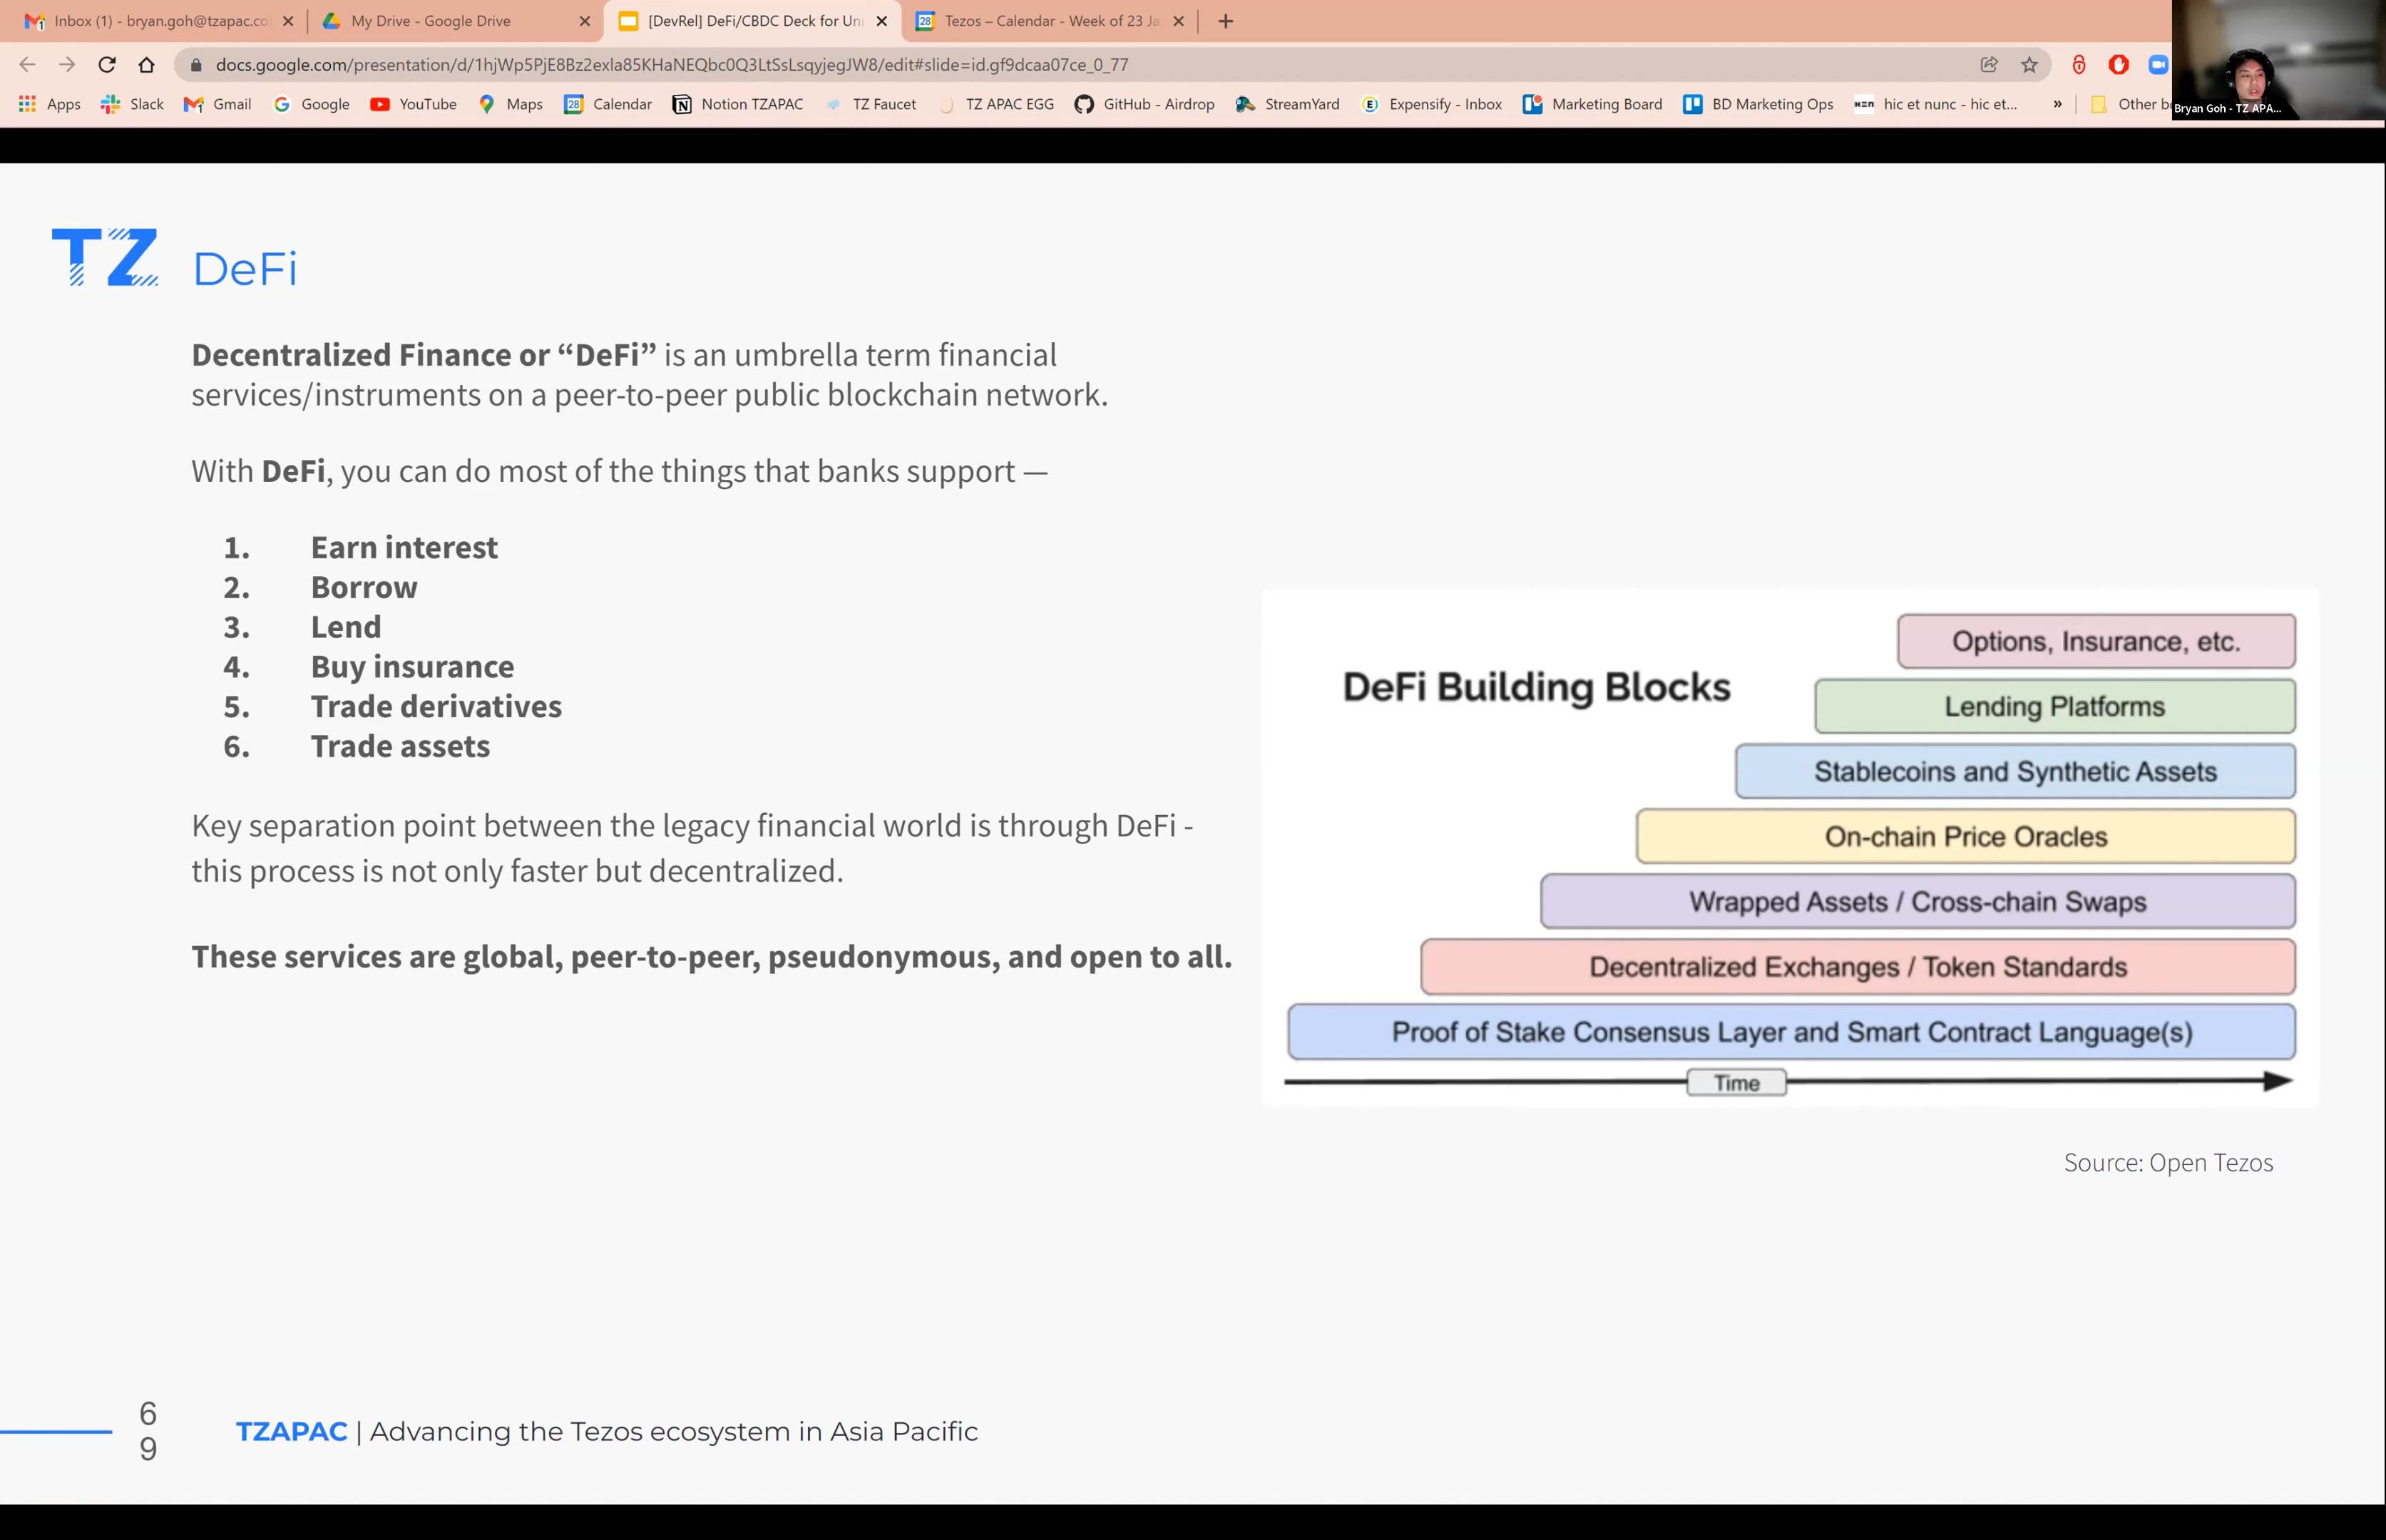 Inbox (1) - bryan.goh@tzapac.co
My Drive - Google Drive
[DevRel] DeFi/CBDC Deck for Un
28 Tezos – Calendar - Week of 23 Ja
docs.google.com/presentation/d/1hjWp5PjE8Bz2exla85KHaNEQbc0Q3LtSsLsqyjegJW8/edit#slide=id.gf9dcaa07ce_0_77
Apps Slack Gmail Google YouTube Maps 28 Calendar Notion TZAPAC TZ Faucet TZ APAC EGG GitHub - Airdrop StreamYard Expensify - Inbox Marketing Board BD Marketing Ops hic et nunc - hic et... » Other b
Bryan Goh - TZ APA...
TZ DeFi
Decentralized Finance or “DeFi” is an umbrella term financial
services/instruments on a peer-to-peer public blockchain network.
With DeFi, you can do most of the things that banks support —
1. Earn interest
2. Borrow
3. Lend
4. Buy insurance
5. Trade derivatives
6. Trade assets
Key separation point between the legacy financial world is through DeFi -
this process is not only faster but decentralized.
These services are global, peer-to-peer, pseudonymous, and open to all.
DeFi Building Blocks
Options, Insurance, etc.
Lending Platforms
Stablecoins and Synthetic Assets
On-chain Price Oracles
Wrapped Assets / Cross-chain Swaps
Decentralized Exchanges / Token Standards
Proof of Stake Consensus Layer and Smart Contract Language(s)
Time
Source: Open Tezos
6
9
TZAPAC | Advancing the Tezos ecosystem in Asia Pacific